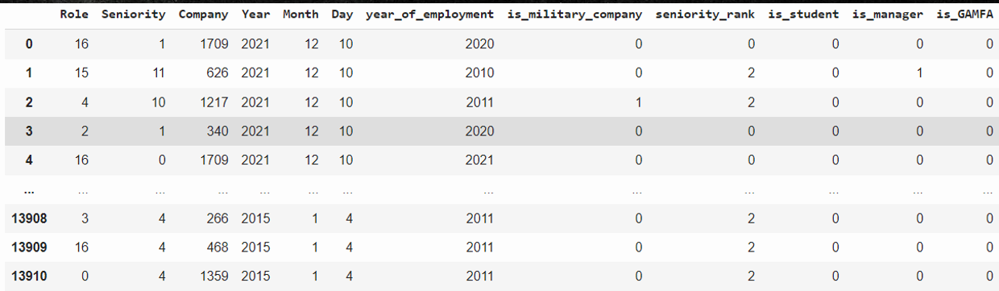 Role Seniority Company Year Month Day year_of_employment is_military_company seniority_rank is_student is_manager is_GAMFA
0 16 1 1709 2021 12 10 2020 0 0 0 0 0
1 15 11 626 2021 12 10 2010 0 2 0 1 0
2 4 10 1217 2021 12 10 2011 1 2 0 0 0
3 2 1 340 2021 12 10 2020 0 0 0 0 0
4 16 0 1709 2021 12 10 2021 0 0 0 0 0
... ... ... ... ... ... ... ... ... ... ... ... ...
13908 3 4 266 2015 1 4 2011 0 2 0 0 0
13909 16 4 468 2015 1 4 2011 0 2 0 0 0
13910 0 4 1359 2015 1 4 2011 0 2 0 0 0